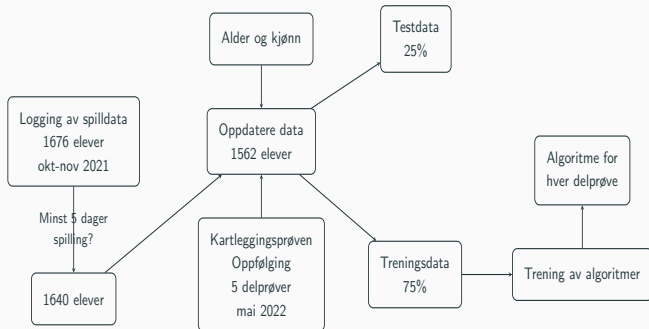 Alder og kjønn
Testdata
25%
Logging av spilldata
1676 elever
okt-nov 2021
Oppdatere data
1562 elever
Algoritme for
hver delprøve
Minst 5 dager
spilling?
Kartleggingsprøven
Oppfølging
5 delprøver
mai 2022
Treningsdata
75%
Trening av algoritmer
1640 elever